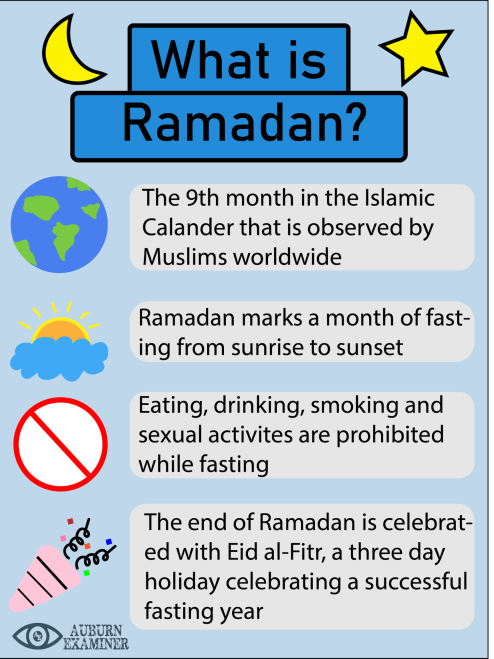 What is
Ramadan?
The 9th month in the Islamic
Calander that is observed by
Muslims worldwide
Ramadan marks a month of fast-
ing from sunrise to sunset
Eating, drinking, smoking and
sexual activites are prohibited
while fasting
The end of Ramadan is celebrat-
ed with Eid al-Fitr, a three day
holiday celebrating a successful
fasting year
AUBURN
EXAMINER